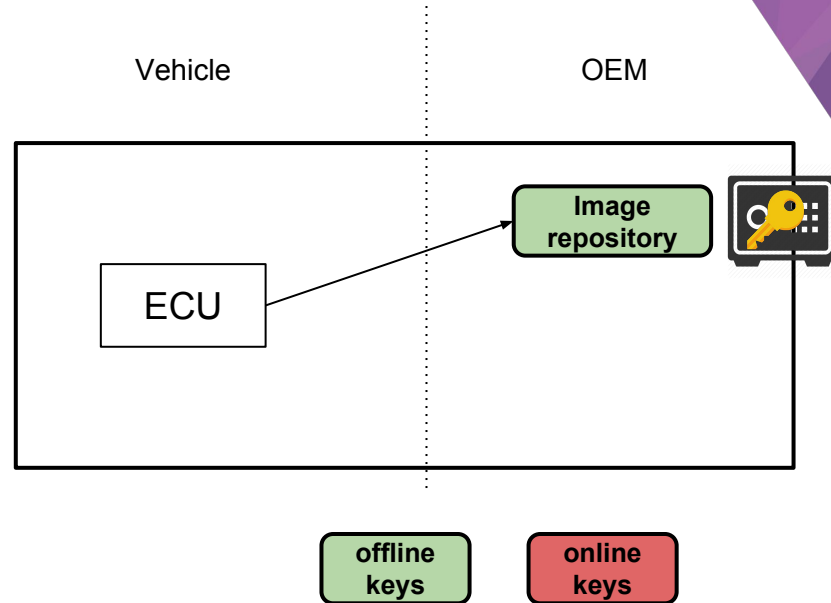 Vehicle
OEM
Image
repository
ECU
offline
keys
online
keys